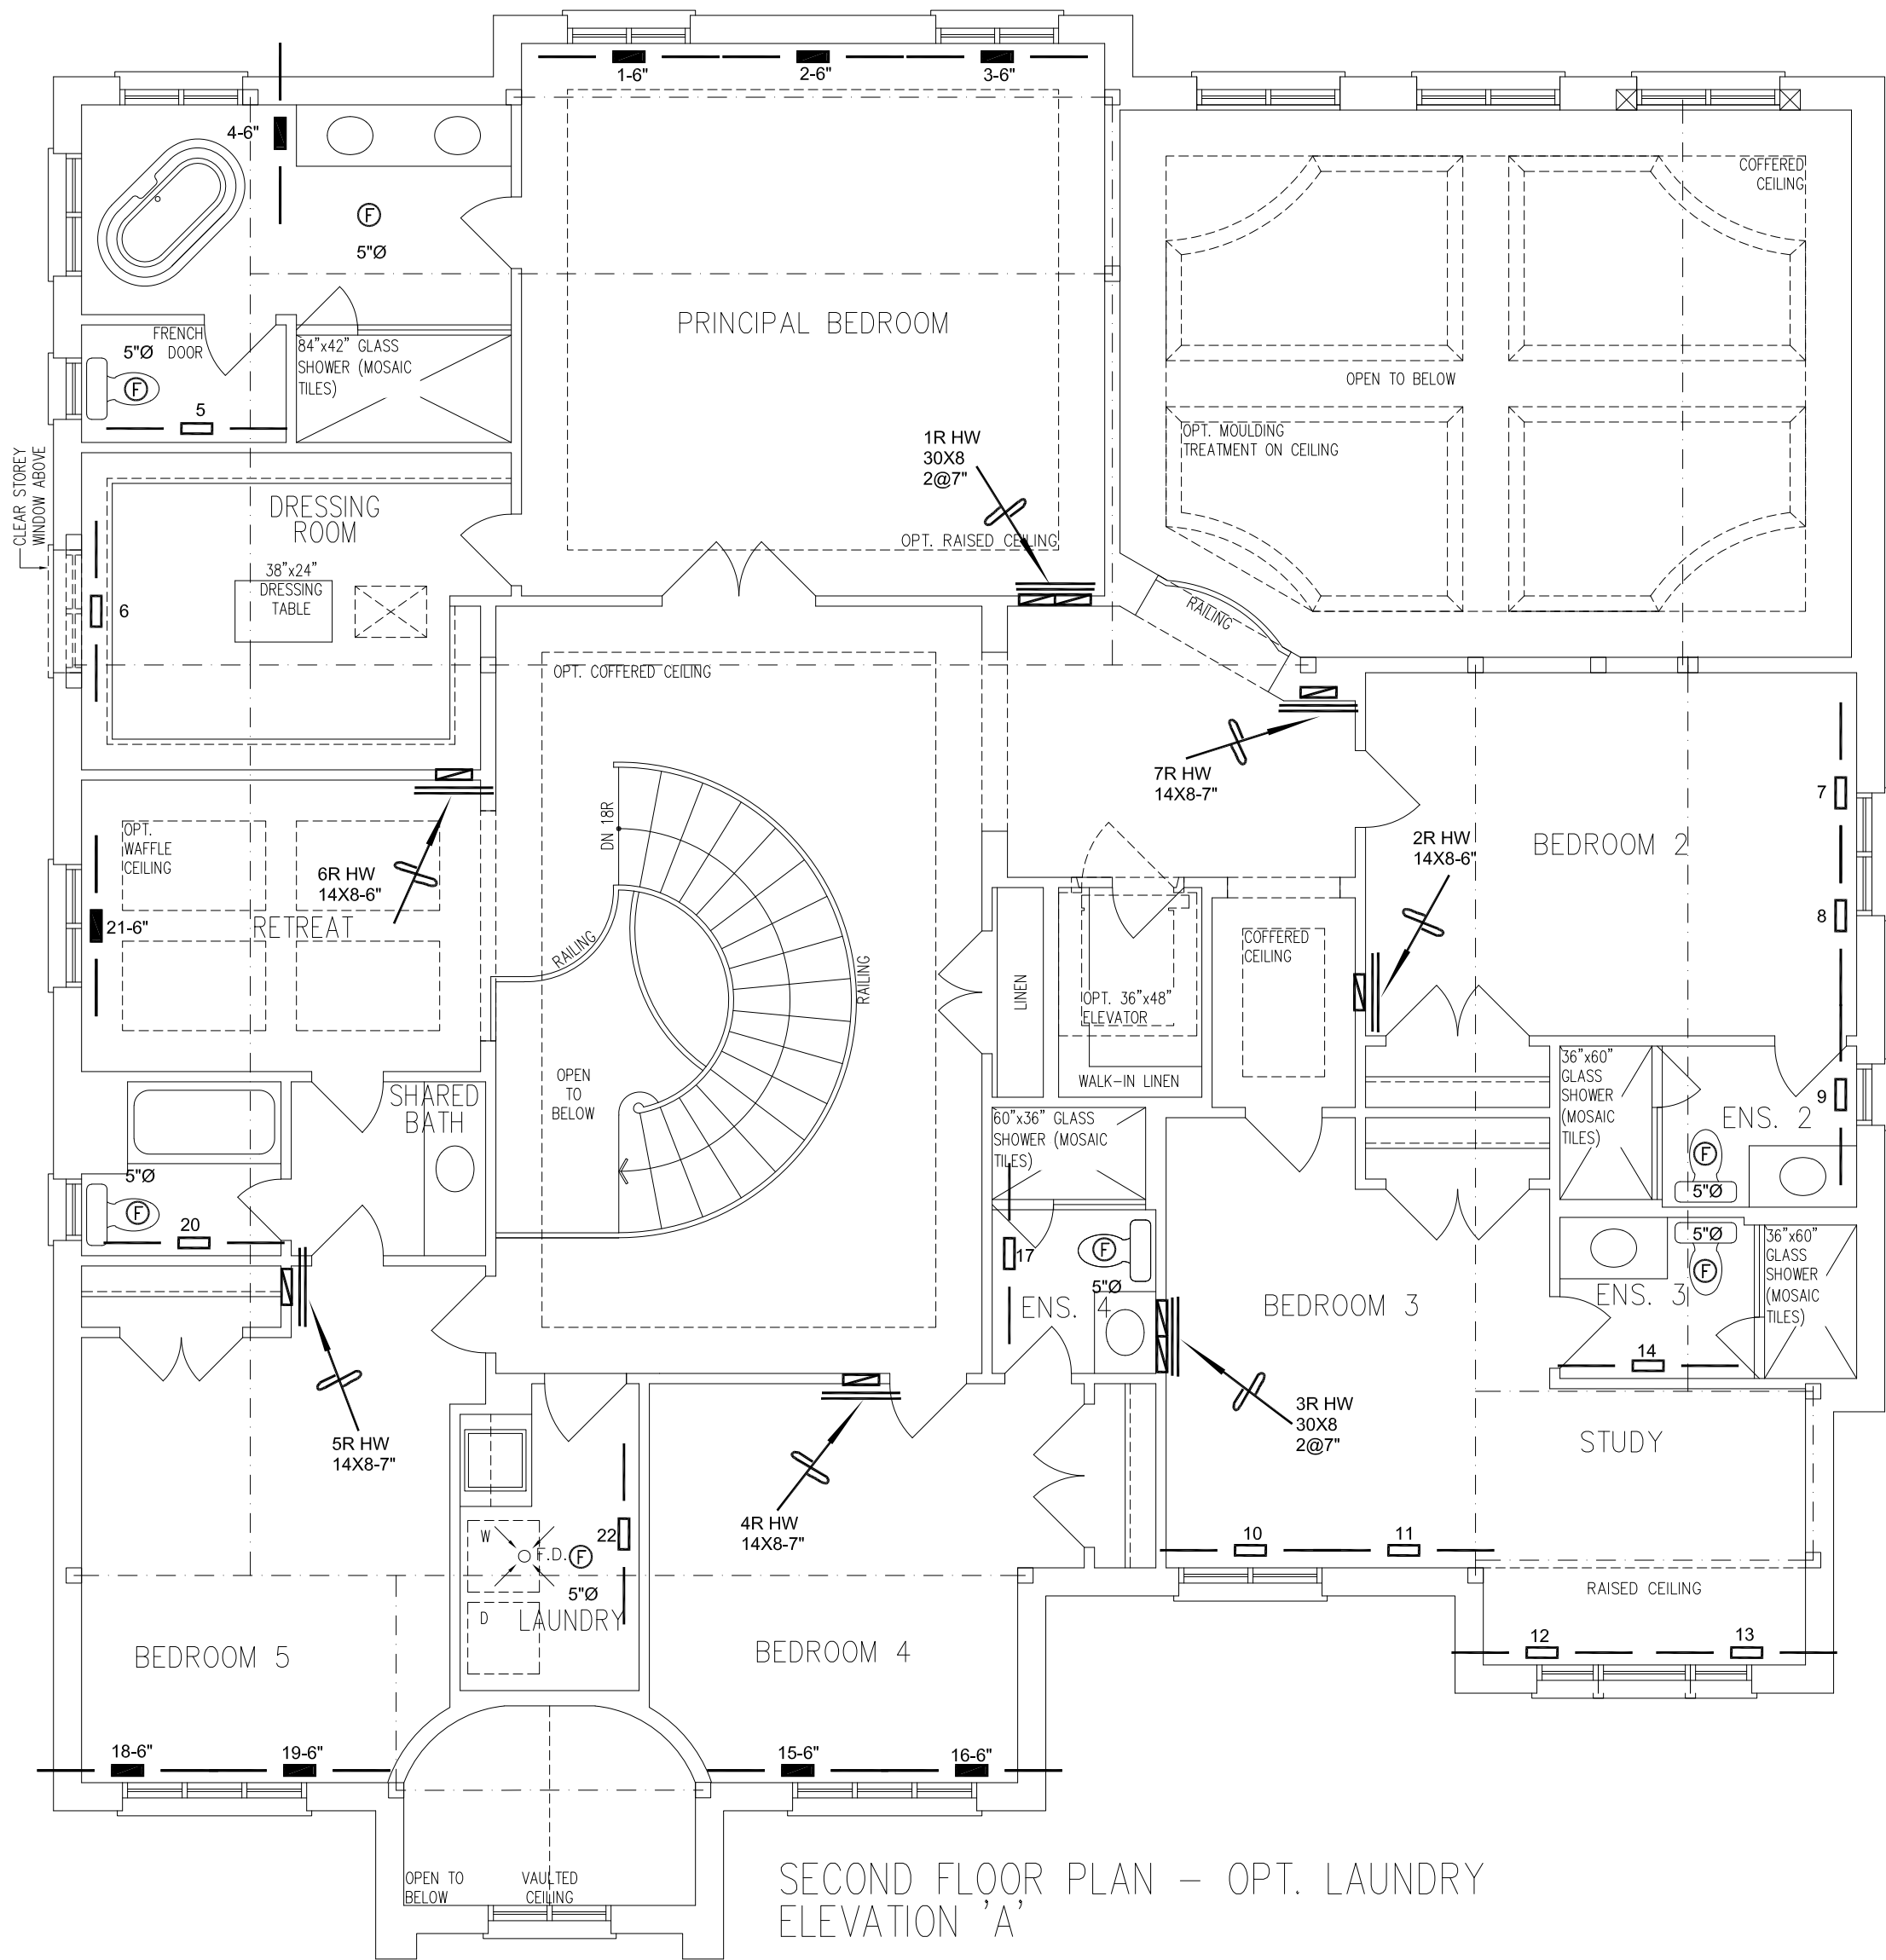 1-6"
2-6"
3-6"
4-6"
COFFERED
CEILING
F
5"Ø
PRINCIPAL BEDROOM
FRENCH
DOOR
5"Ø
F
84"x42" GLASS
SHOWER (MOSAIC
TILES)
5
OPEN TO BELOW
OPT. MOULDING
TREATMENT ON CEILING
1R HW
30X8
2@7"
CLEAR STOREY
WINDOW ABOVE
DRESSING
ROOM
OPT. RAISED CEILING
38"x24"
DRESSING
TABLE
6
RAILING
OPT. COFFERED CEILING
7R HW
14X8-7"
7
DN 18R
OPT.
WAFFLE
CEILING
6R HW
14X8-6"
2R HW
14X8-6"
BEDROOM 2
21-6"
RETREAT
RAILING
RAILING
8
COFFERED
CEILING
LINEN
OPT. 36"x48"
ELEVATOR
OPEN
TO
BELOW
WALK-IN LINEN
SHARED
BATH
36"x60"
GLASS
SHOWER
(MOSAIC
TILES)
9
ENS. 2
60"x36" GLASS
SHOWER (MOSAIC
TILES)
F
5"Ø
5"Ø
F
20
17
F
5"Ø
ENS. 4
BEDROOM 3
5"Ø
F
ENS. 3
36"x60"
GLASS
SHOWER
(MOSAIC
TILES)
14
3R HW
30X8
2@7"
STUDY
5R HW
14X8-7"
4R HW
14X8-7"
W
F.D.
F
22
5"Ø
D
LAUNDRY
10
11
RAISED CEILING
12
13
BEDROOM 5
BEDROOM 4
18-6"
19-6"
15-6"
16-6"
OPEN TO
BELOW
VAULTED
CEILING
SECOND FLOOR PLAN - OPT. LAUNDRY
ELEVATION 'A'